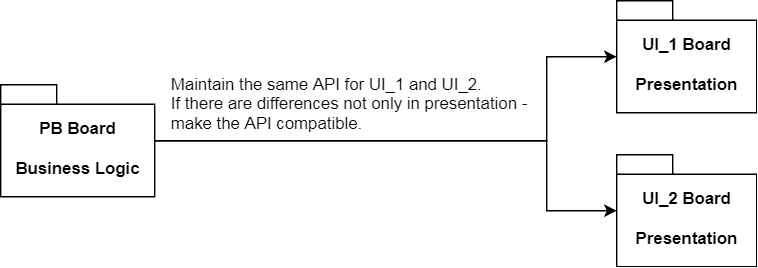 UI_1 Board
Presentation
Maintain the same API for UI_1 and UI_2.
If there are differences not only in presentation -
make the API compatible.
PB Board
Business Logic
UI_2 Board
Presentation